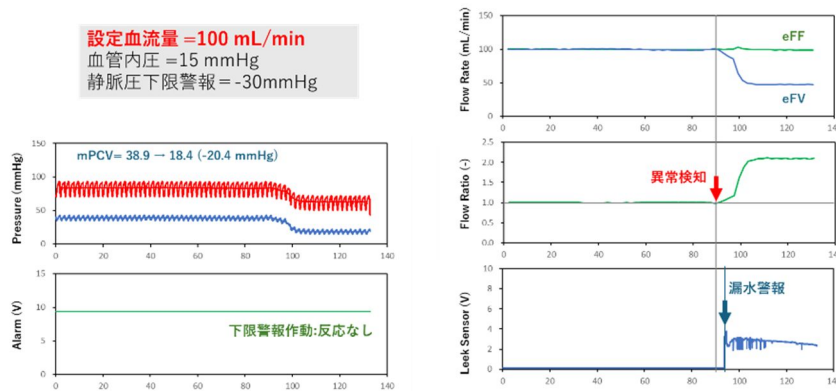 設定血流量 =100 mL/min
血管内圧 =15 mmHg
静脈圧下限警報 = -30mmHg
Pressure (mmHg)
150
100
50
0
mPCV= 38.9 → 18.4 (-20.4 mmHg)
0 20 40 60 80 100 120 140
Alarm (V)
15
10
5
0
下限警報作動:反応なし
0 20 40 60 80 100 120 140
Flow Rate (mL/min)
150
100
50
0
eFF
eFV
0 20 40 60 80 100 120 14
Flow Ratio (-)
2.5
2.0
1.5
1.0
0.5
0.0
異常検知
0 20 40 60 80 100 120 14
Leek Sensor (V)
10
8
6
4
2
0
漏水警報
0 20 40 60 80 100 120 14